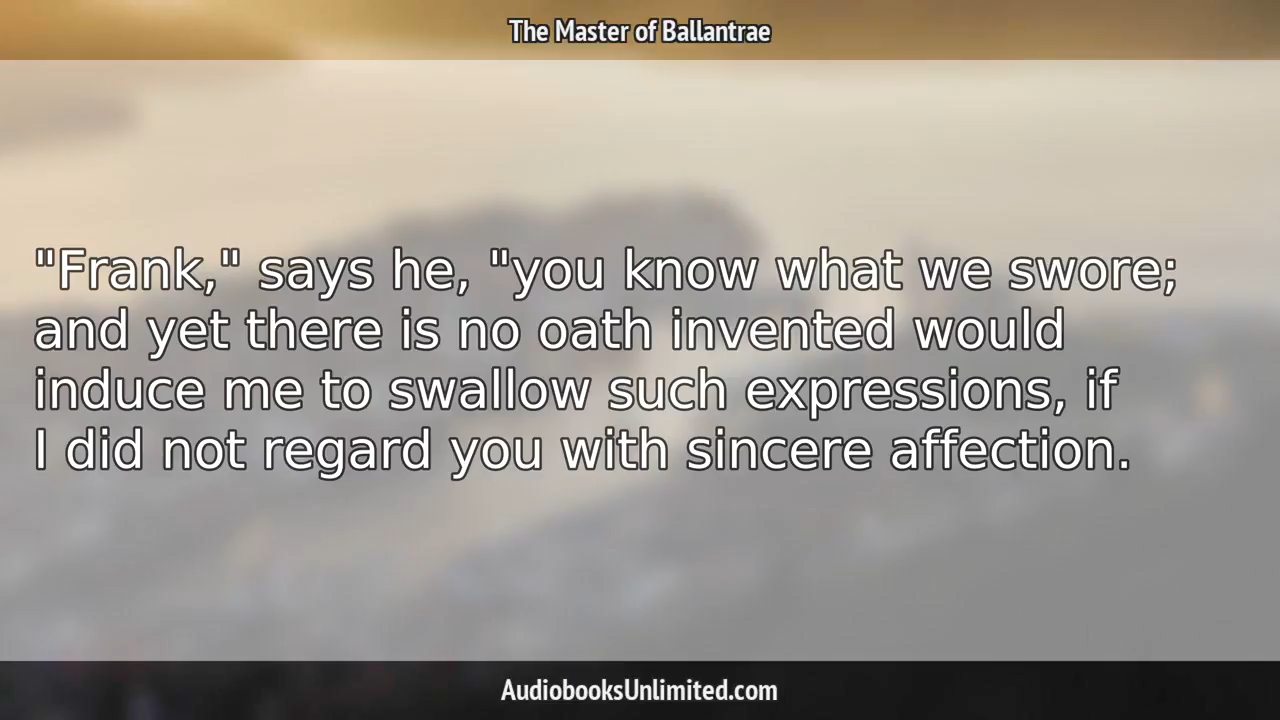 The Master of Ballantrae
"Frank," says he, "you know what we swore;
and yet there is no oath invented would
induce me to swallow such expressions, if
I did not regard you with sincere affection.
AudiobooksUnlimited.com